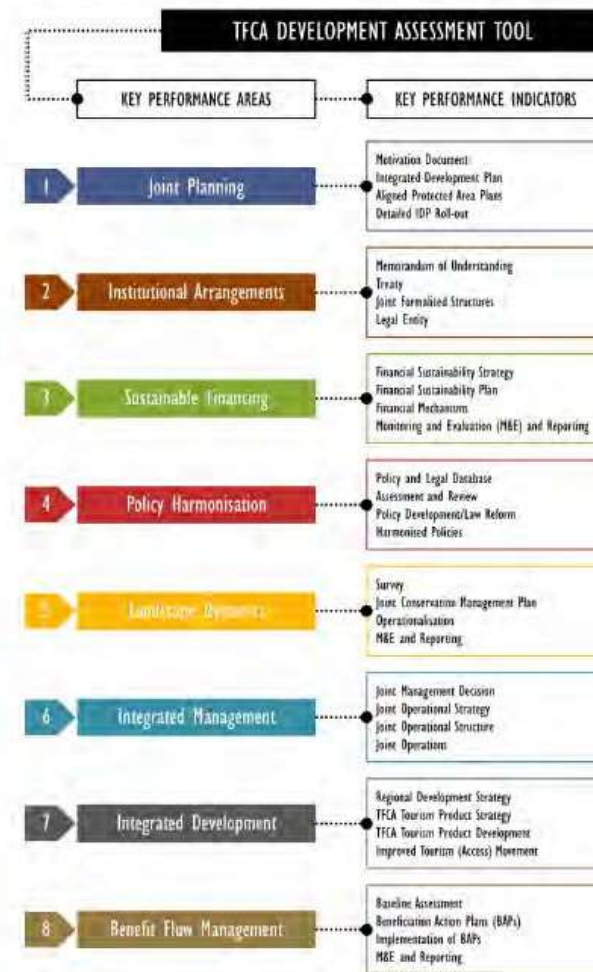 TFCA DEVELOPMENT ASSESSMENT TOOL
KEY PERFORMANCE AREAS
KEY PERFORMANCE INDICATORS
1
Joint Planning
Motivation Document
Integrated Development Plan
Aligned Protected Area Plans
Detailed IDP Roll-out
2
Institutional Arrangements
Memorandum of Understanding
Treaty
Joint Formalised Structures
Legal Entity
3
Sustainable Financing
Financial Sustainability Strategy
Financial Sustainability Plan
Financial Mechanisms
Monitoring and Evaluation (M&E) and Reporting
4
Policy Harmonisation
Policy and Legal Database
Assessment and Review
Policy Development/Law Reform
Harmonised Policies
5
Landscape Dynamics
Survey
Joint Conservation Management Plan
Operationalisation
M&E and Reporting
6
Integrated Management
Joint Management Decision
Joint Operational Strategy
Joint Operational Structure
Joint Operations
7
Integrated Development
Regional Development Strategy
TFCA Tourism Product Strategy
TFCA Tourism Product Development
Improved Tourism (Access) Movement
8
Benefit Flow Management
Baseline Assessment
Beneficiation Action Plans (BAPs)
Implementation of BAPs
M&E and Reporting